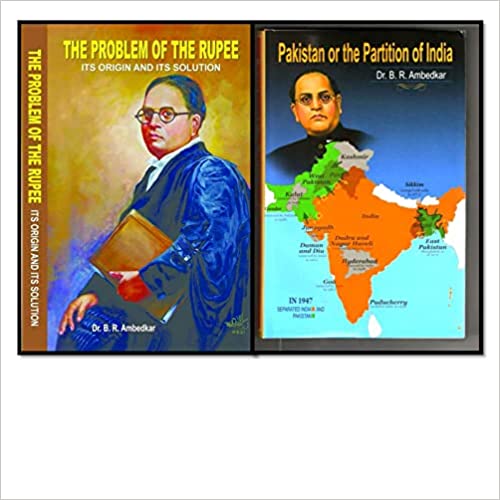 THE PROBLEM OF THE RUPEE
ITS ORIGIN AND ITS SOLUTION
THE PROBLEM OF THE RUPEE ITS ORIGIN AND ITS SOLUTION
Dr. B. R. Ambedkar
Pakistan or the Partition of India
Dr. B. R. Ambedkar
Kashmir
West
Pakistan
Kalat
Sikkim
India
Junagadh
Daman
and Diu
Dadra and
Nagar Haveli
Hyderabad
East
Pakistan
Goa
Puducherry
IN 1947
SEPARATED INDIA AND
PAKISTAN